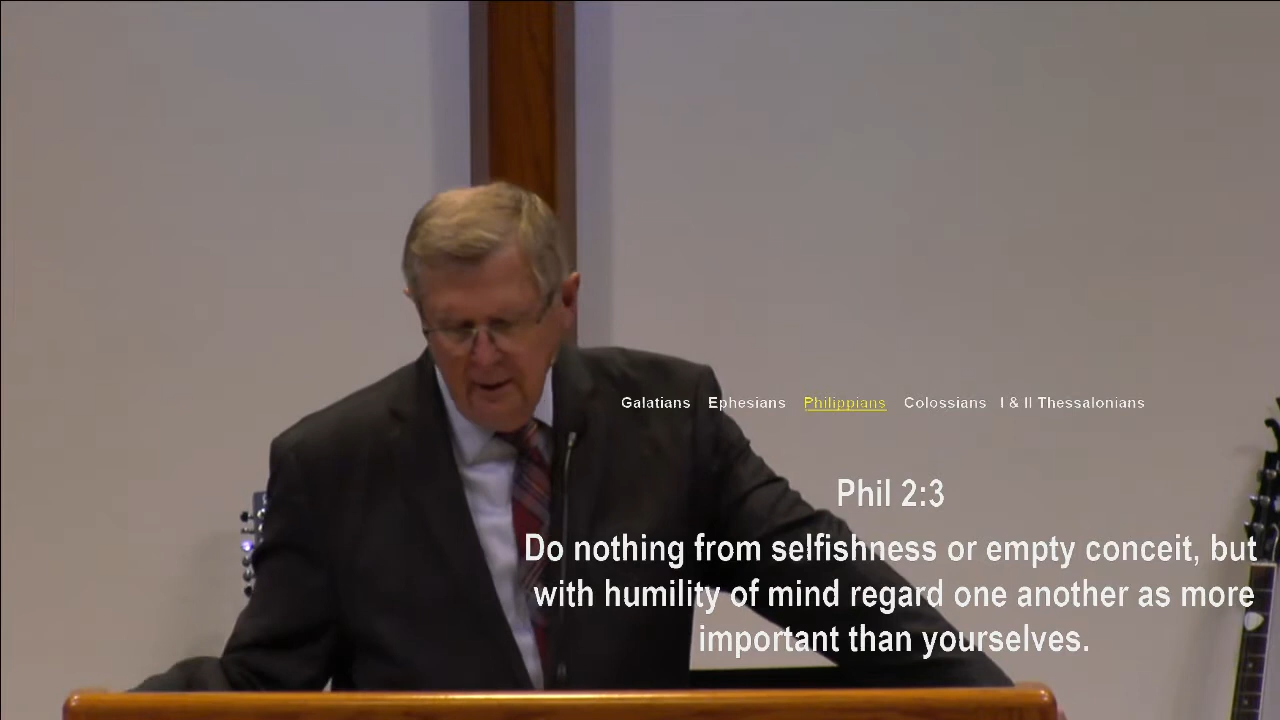 Galatians Ephesians Philippians Colossians I & II Thessalonians
Phil 2:3
Do nothing from selfishness or empty conceit, but
with humility of mind regard one another as more
important than yourselves.